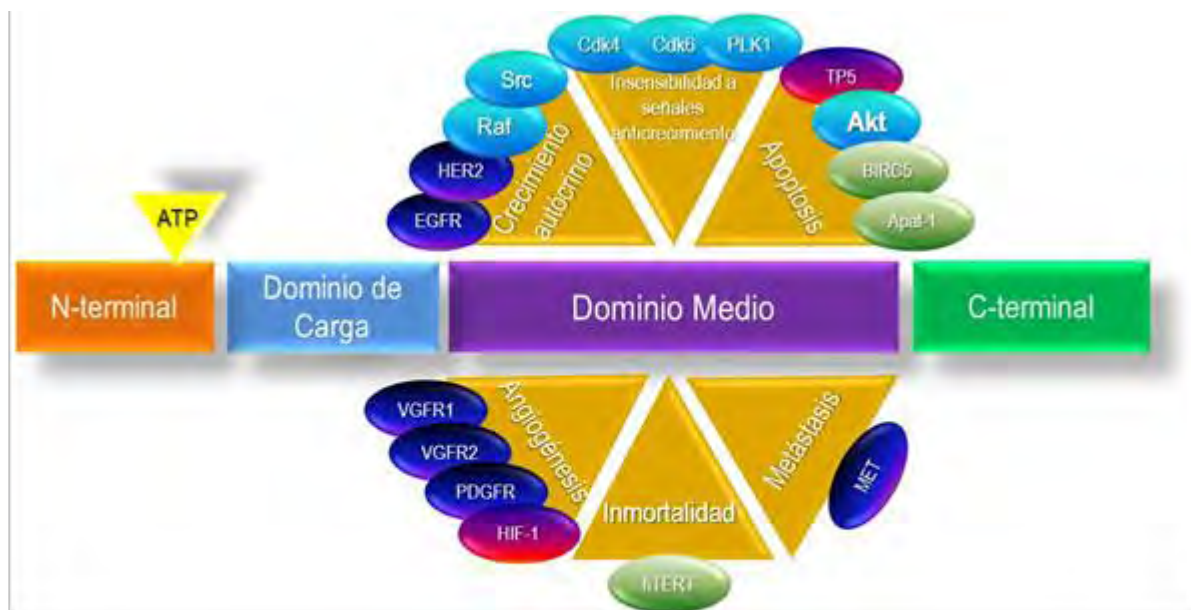 Cdk4
Cdk6
PLK1
Src
Raf
HER2
EGFR
Crecimiento
autócrino
Insensibilidad a
señales
anticrecimiento
TP5
Akt
BIRC5
Apaf-1
Apoptosis
ATP
N-terminal
Dominio de
Carga
Dominio Medio
C-terminal
VGFR1
VGFR2
PDGFR
HIF-1
Angiogénesis
Inmortalidad
hTERT
Metástasis
MET